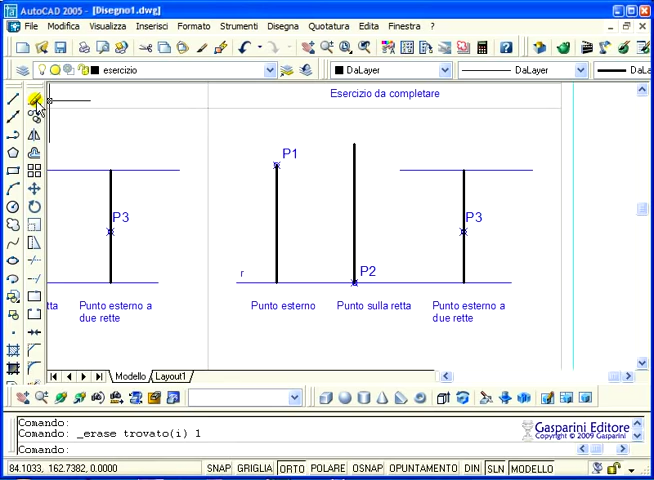 AutoCAD 2005 - [Disegno1.dwg]
File Modifica Vista Inserisci Formato Strumenti Disegna Quotatura Edita Finestra ?
esercizio DaLayer DaLayer DaLa
Esercizio da completare
P1
P3 P3
r P2
tta Punto esterno a due rette Punto esterno Punto sulla retta Punto esterno a due rette
Modello Layout1
Comando:
Comando: _erase trovato(i) 1
Comando:
Gasparini Editore
Copyright © 2009 Gasparini
84.1033, 162.7382, 0.0000 SNAP GRIGLIA ORTO POLARE OSNAP OPUNTAMENTO DIN SLN MODELLO